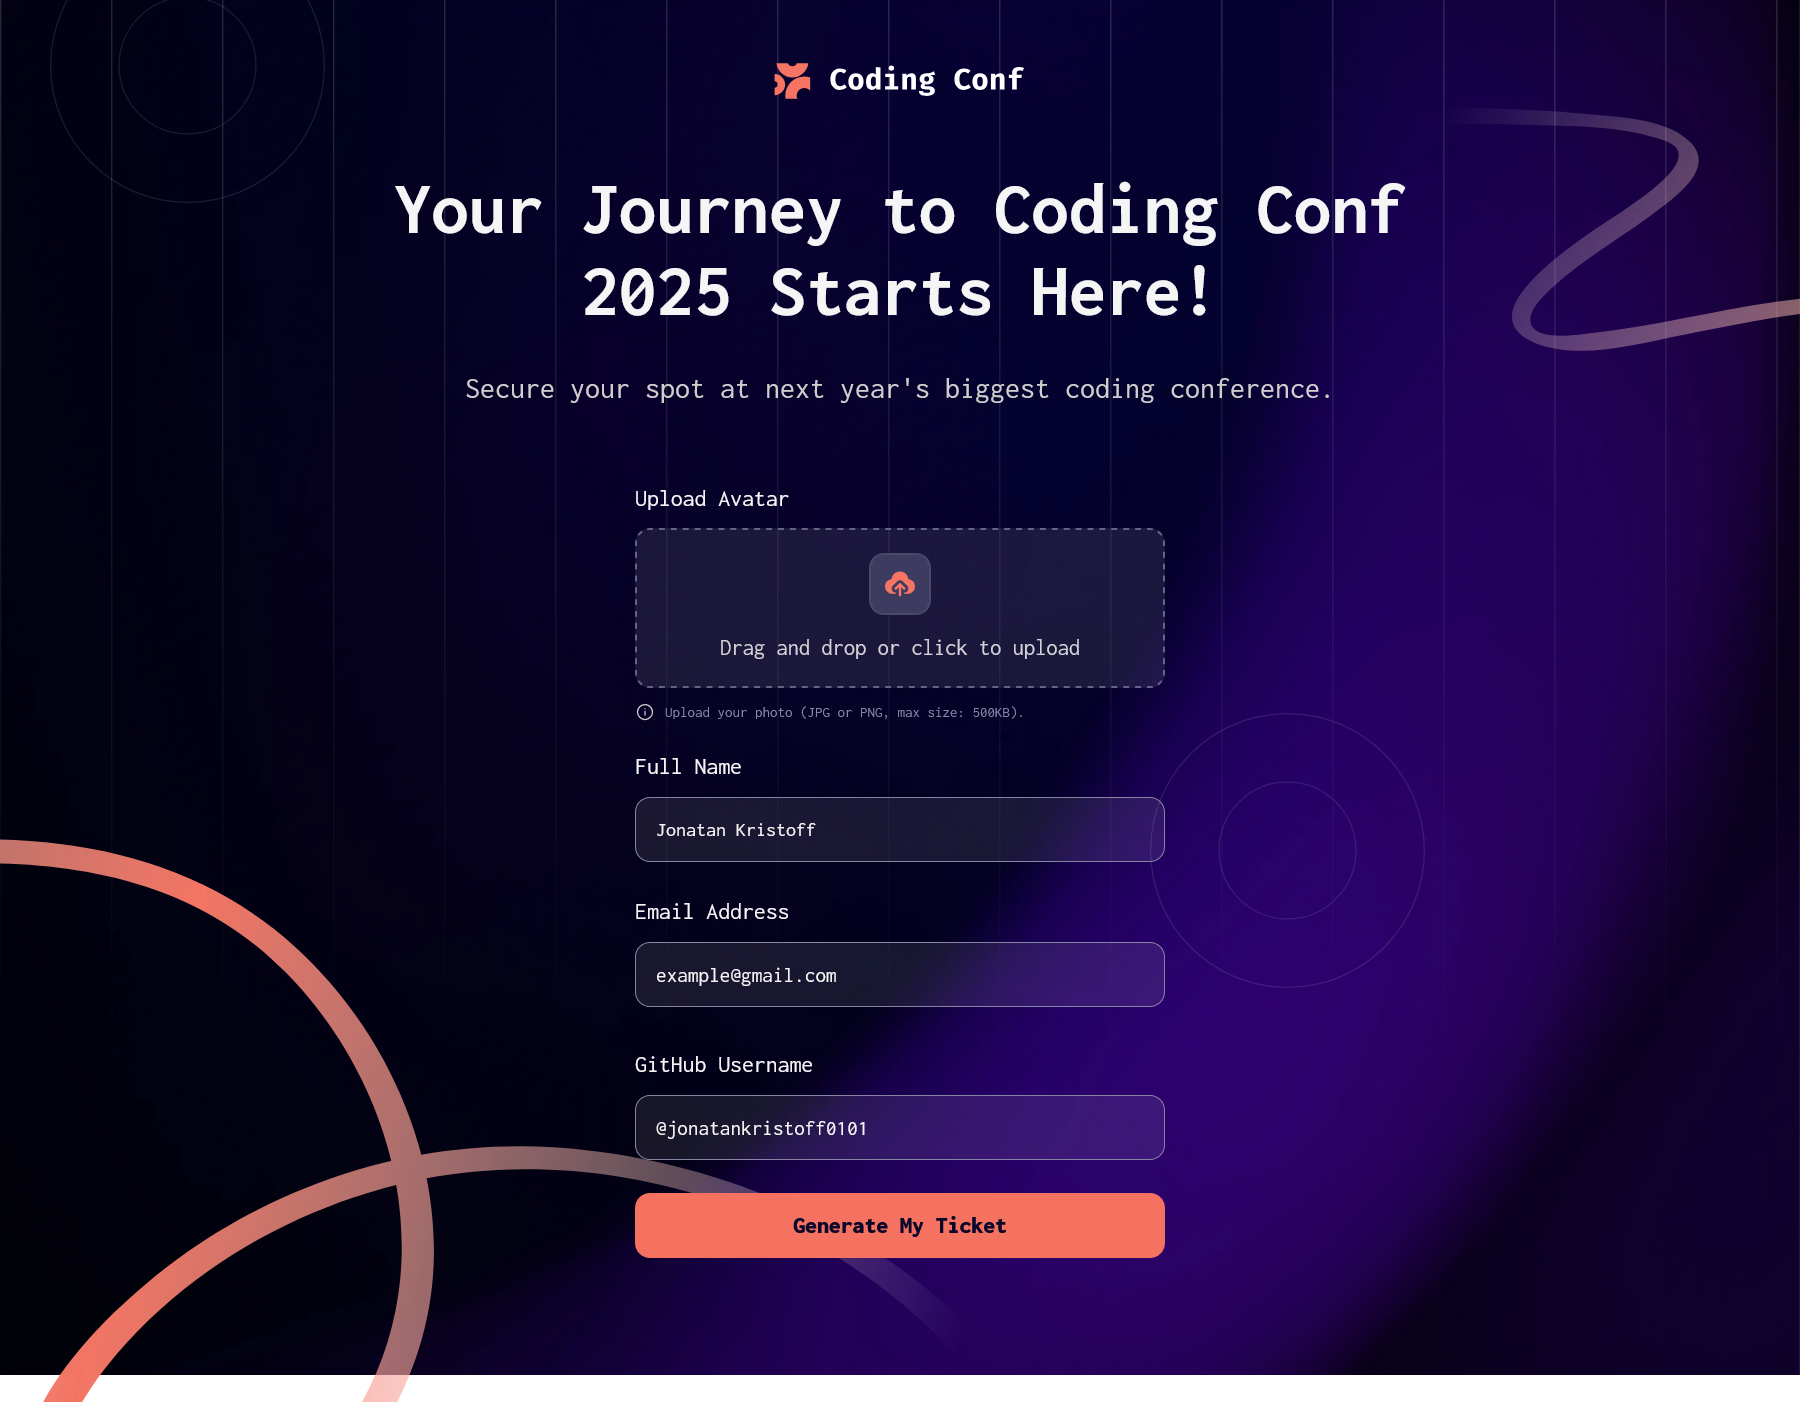 Coding Conf
Your Journey to Coding Conf
2025 Starts Here!
Secure your spot at next year's biggest coding conference.
Upload Avatar
Drag and drop or click to upload
Upload your photo (JPG or PNG, max size: 500KB).
Full Name
Jonatan Kristoff
Email Address
example@gmail.com
GitHub Username
@jonatankristoff0101
Generate My Ticket